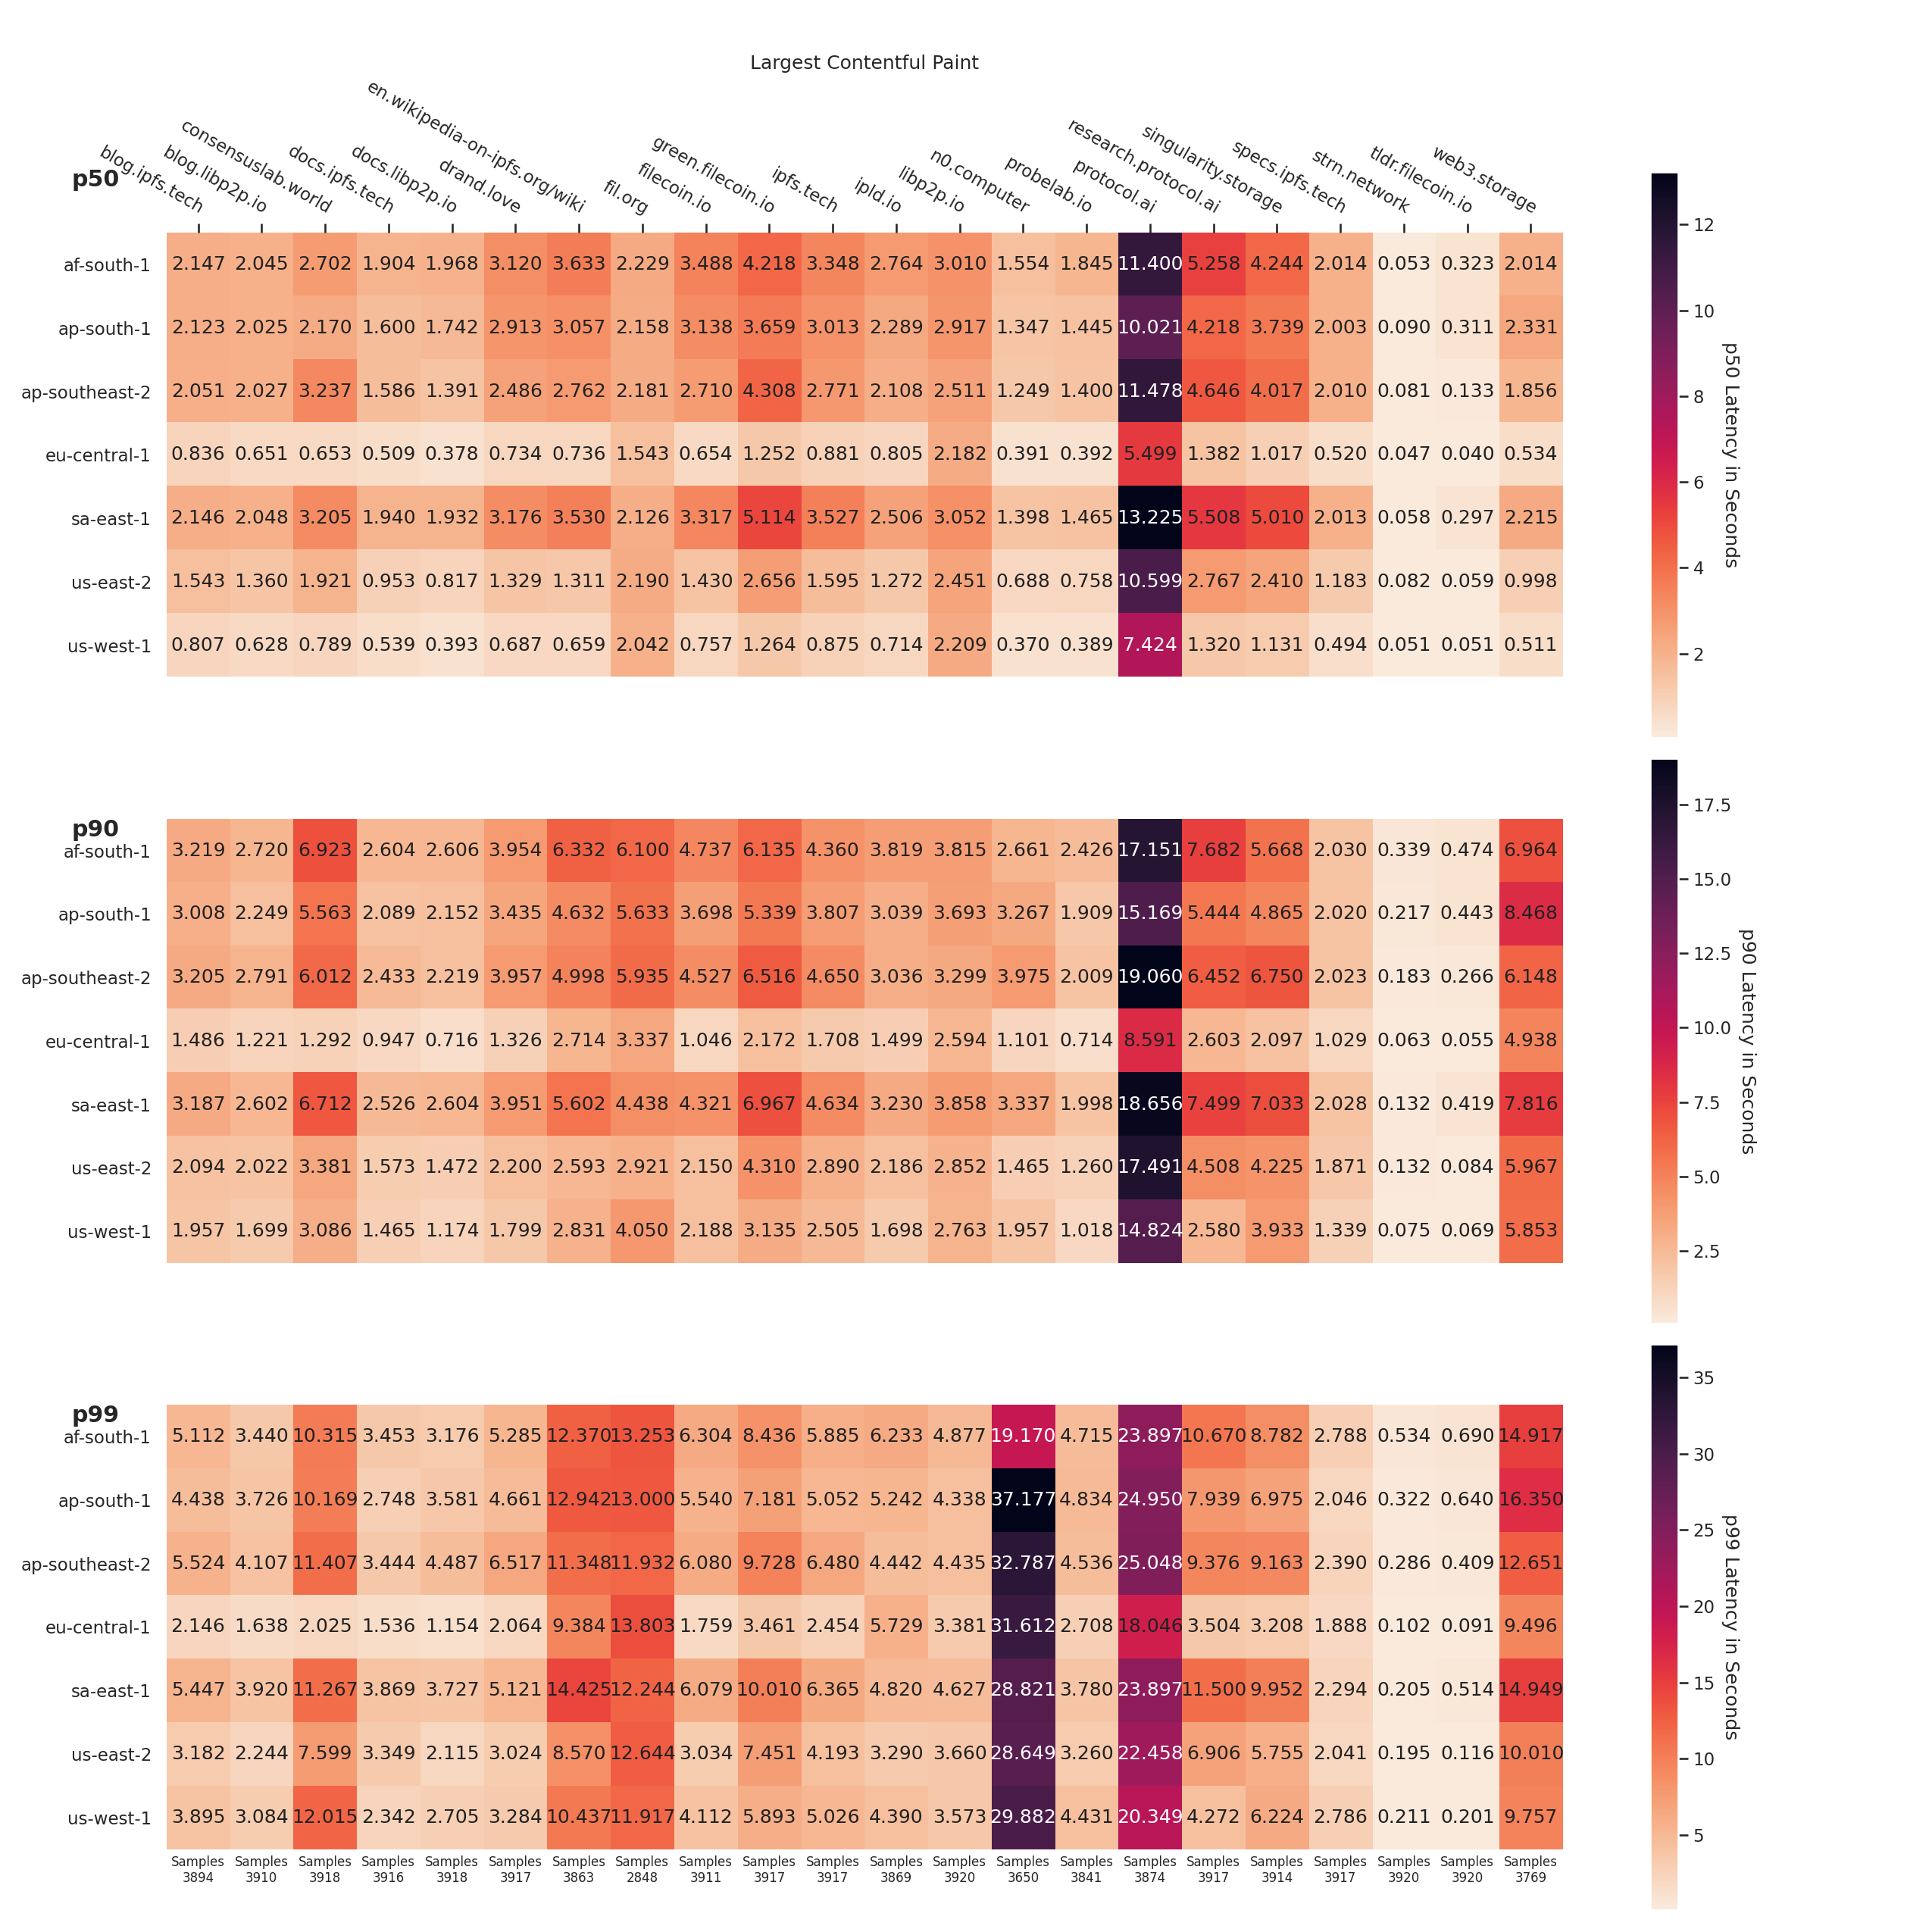 Largest Contentful Paint
p50
blog.ipfs.tech
blog.libp2p.io
consensuslab.world
docs.ipfs.tech
docs.libp2p.io
drand.love
en.wikipedia-on-ipfs.org/wiki
fil.org
filecoin.io
green.filecoin.io
ipfs.tech
ipld.io
libp2p.io
n0.computer
probelab.io
protocol.ai
research.protocol.ai
singularity.storage
specs.ipfs.tech
strn.network
tldr.filecoin.io
web3.storage
af-south-1 2.147 2.045 2.702 1.904 1.968 3.120 3.633 2.229 3.488 4.218 3.348 2.764 3.010 1.554 1.845 11.400 5.258 4.244 2.014 0.053 0.323 2.014
ap-south-1 2.123 2.025 2.170 1.600 1.742 2.913 3.057 2.158 3.138 3.659 3.013 2.289 2.917 1.347 1.445 10.021 4.218 3.739 2.003 0.090 0.311 2.331
ap-southeast-2 2.051 2.027 3.237 1.586 1.391 2.486 2.762 2.181 2.710 4.308 2.771 2.108 2.511 1.249 1.400 11.478 4.646 4.017 2.010 0.081 0.133 1.856
eu-central-1 0.836 0.651 0.653 0.509 0.378 0.734 0.736 1.543 0.654 1.252 0.881 0.805 2.182 0.391 0.392 5.499 1.382 1.017 0.520 0.047 0.040 0.534
sa-east-1 2.146 2.048 3.205 1.940 1.932 3.176 3.530 2.126 3.317 5.114 3.527 2.506 3.052 1.398 1.465 13.225 5.508 5.010 2.013 0.058 0.297 2.215
us-east-2 1.543 1.360 1.921 0.953 0.817 1.329 1.311 2.190 1.430 2.656 1.595 1.272 2.451 0.688 0.758 10.599 2.767 2.410 1.183 0.082 0.059 0.998
us-west-1 0.807 0.628 0.789 0.539 0.393 0.687 0.659 2.042 0.757 1.264 0.875 0.714 2.209 0.370 0.389 7.424 1.320 1.131 0.494 0.051 0.051 0.511
12
10
8
6
4
2
p50 Latency in Seconds
p90
af-south-1 3.219 2.720 6.923 2.604 2.606 3.954 6.332 6.100 4.737 6.135 4.360 3.819 3.815 2.661 2.426 17.151 7.682 5.668 2.030 0.339 0.474 6.964
ap-south-1 3.008 2.249 5.563 2.089 2.152 3.435 4.632 5.633 3.698 5.339 3.807 3.039 3.693 3.267 1.909 15.169 5.444 4.865 2.020 0.217 0.443 8.468
ap-southeast-2 3.205 2.791 6.012 2.433 2.219 3.957 4.998 5.935 4.527 6.516 4.650 3.036 3.299 3.975 2.009 19.060 6.452 6.750 2.023 0.183 0.266 6.148
eu-central-1 1.486 1.221 1.292 0.947 0.716 1.326 2.714 3.337 1.046 2.172 1.708 1.499 2.594 1.101 0.714 8.591 2.603 2.097 1.029 0.063 0.055 4.938
sa-east-1 3.187 2.602 6.712 2.526 2.604 3.951 5.602 4.438 4.321 6.967 4.634 3.230 3.858 3.337 1.998 18.656 7.499 7.033 2.028 0.132 0.419 7.816
us-east-2 2.094 2.022 3.381 1.573 1.472 2.200 2.593 2.921 2.150 4.310 2.890 2.186 2.852 1.465 1.260 17.491 4.508 4.225 1.871 0.132 0.084 5.967
us-west-1 1.957 1.699 3.086 1.465 1.174 1.799 2.831 4.050 2.188 3.135 2.505 1.698 2.763 1.957 1.018 14.824 2.580 3.933 1.339 0.075 0.069 5.853
17.5
15.0
12.5
10.0
7.5
5.0
2.5
p90 Latency in Seconds
p99
af-south-1 5.112 3.440 10.315 3.453 3.176 5.285 12.370 13.253 6.304 8.436 5.885 6.233 4.877 19.170 4.715 23.897 10.670 8.782 2.788 0.534 0.690 14.917
ap-south-1 4.438 3.726 10.169 2.748 3.581 4.661 12.942 13.000 5.540 7.181 5.052 5.242 4.338 37.177 4.834 24.950 7.939 6.975 2.046 0.322 0.640 16.350
ap-southeast-2 5.524 4.107 11.407 3.444 4.487 6.517 11.348 11.932 6.080 9.728 6.480 4.442 4.435 32.787 4.536 25.048 9.376 9.163 2.390 0.286 0.409 12.651
eu-central-1 2.146 1.638 2.025 1.536 1.154 2.064 9.384 13.803 1.759 3.461 2.454 5.729 3.381 31.612 2.708 18.046 3.504 3.208 1.888 0.102 0.091 9.496
sa-east-1 5.447 3.920 11.267 3.869 3.727 5.121 14.425 12.244 6.079 10.010 6.365 4.820 4.627 28.821 3.780 23.897 11.500 9.952 2.294 0.205 0.514 14.949
us-east-2 3.182 2.244 7.599 3.349 2.115 3.024 8.570 12.644 3.034 7.451 4.193 3.290 3.660 28.649 3.260 22.458 6.906 5.755 2.041 0.195 0.116 10.010
us-west-1 3.895 3.084 12.015 2.342 2.705 3.284 10.437 11.917 4.112 5.893 5.026 4.390 3.573 29.882 4.431 20.349 4.272 6.224 2.786 0.211 0.201 9.757
Samples Samples Samples Samples Samples Samples Samples Samples Samples Samples Samples Samples Samples Samples Samples Samples Samples Samples Samples Samples Samples Samples
3894 3910 3918 3916 3918 3917 3863 2848 3911 3917 3917 3869 3920 3650 3841 3874 3917 3914 3917 3920 3920 3769
35
30
25
20
15
10
5
p99 Latency in Seconds